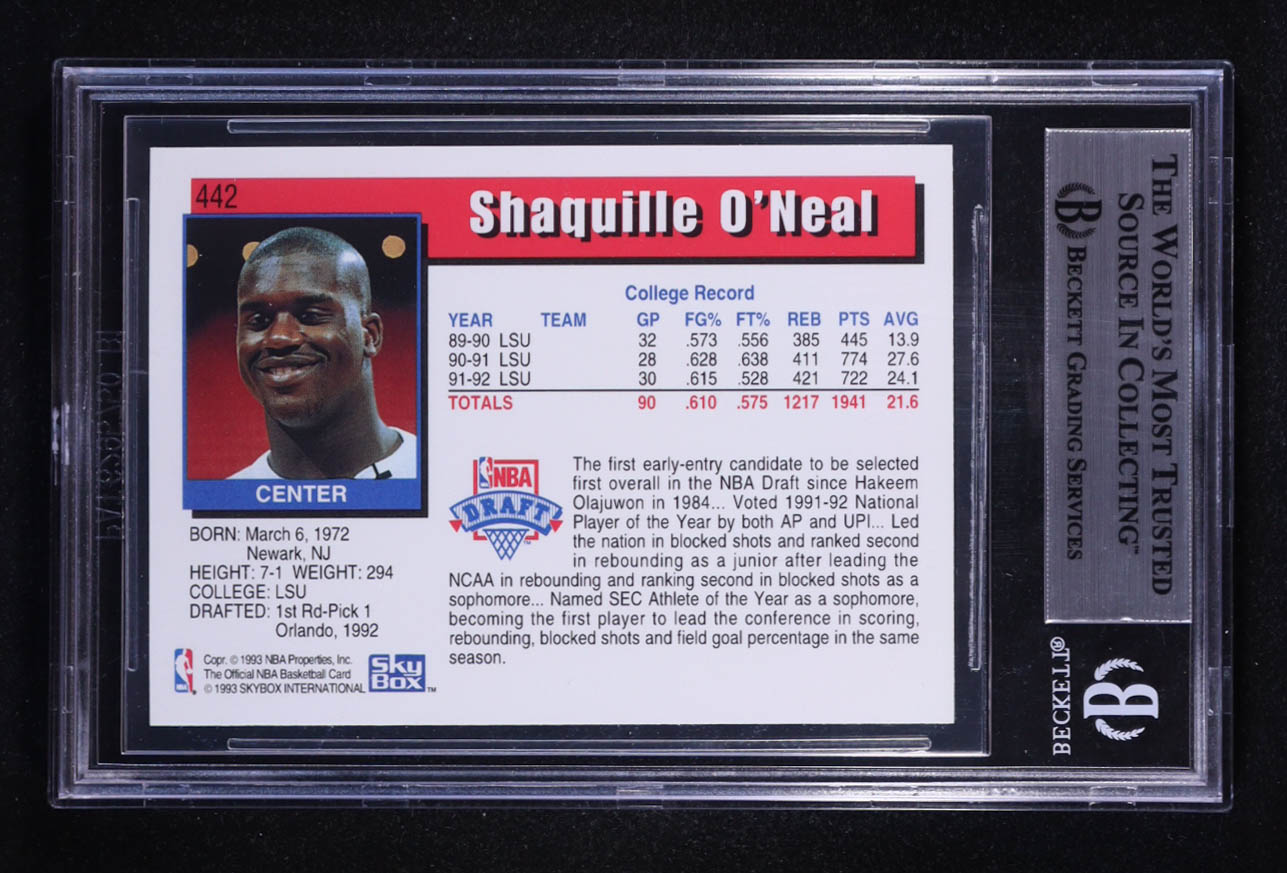 442
Shaquille O'Neal
College Record
YEAR TEAM GP FG% FT% REB PTS AVG
89-90 LSU 32 .573 .556 385 445 13.9
90-91 LSU 28 .628 .638 411 774 27.6
91-92 LSU 30 .615 .528 421 722 24.1
TOTALS 90 .610 .575 1217 1941 21.6
CENTER
BORN: March 6, 1972
Newark, NJ
HEIGHT: 7-1 WEIGHT: 294
COLLEGE: LSU
DRAFTED: 1st Rd-Pick 1
Orlando, 1992
NBA
DRAFT
The first early-entry candidate to be selected
first overall in the NBA Draft since Hakeem
Olajuwon in 1984... Voted 1991-92 National
Player of the Year by both AP and UPI... Led
the nation in blocked shots and ranked second
in rebounding as a junior after leading the
NCAA in rebounding and ranking second in blocked shots as a
sophomore... Named SEC Athlete of the Year as a sophomore,
becoming the first player to lead the conference in scoring,
rebounding, blocked shots and field goal percentage in the same
season.
Copr. © 1993 NBA Properties, Inc.
The Official NBA Basketball Card
© 1993 SKYBOX INTERNATIONAL
SkyBox™
THE WORLD'S MOST TRUSTED
SOURCE IN COLLECTING™
B BECKETT GRADING SERVICES
B
BECKETT®